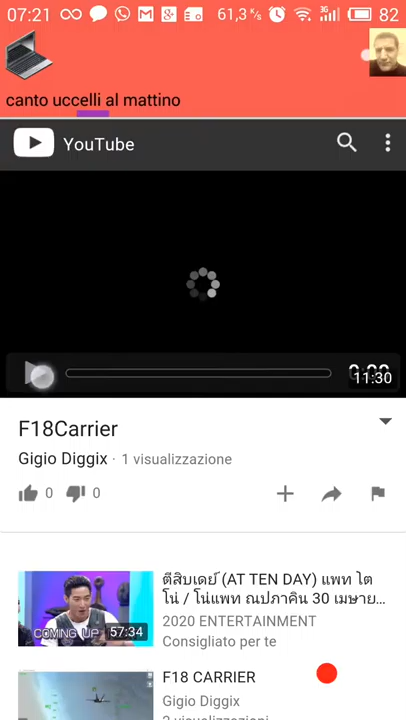 07:21 61,3 K/s 3G 82
canto uccelli al mattino
YouTube
11:30
F18Carrier
Gigio Diggix · 1 visualizzazione
0 0
ตีสิบเดย์ (AT TEN DAY) แพท โต
โน่ / โน่แพท ณปภาคิน 30 เมษาย...
2020 ENTERTAINMENT
Consigliato per te
COMING UP 57:34
F18 CARRIER
Gigio Diggix